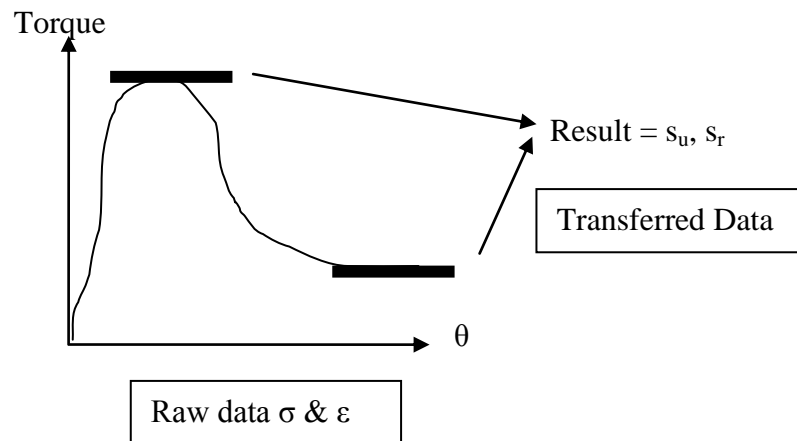 Torque
Result = su, sr
Transferred Data
θ
Raw data σ & ε